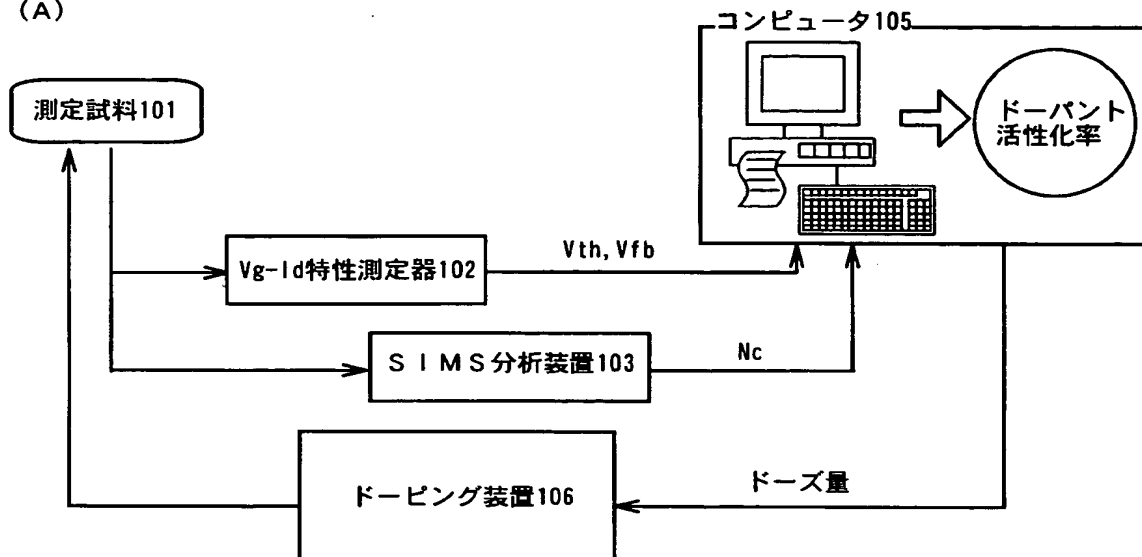 (A)
コンピュータ105
測定試料101
ドーパント
活性化率
Vg-Id特性測定器102
Vth, Vfb
SIMS分析装置103
Nc
ドーピング装置106
ドーズ量